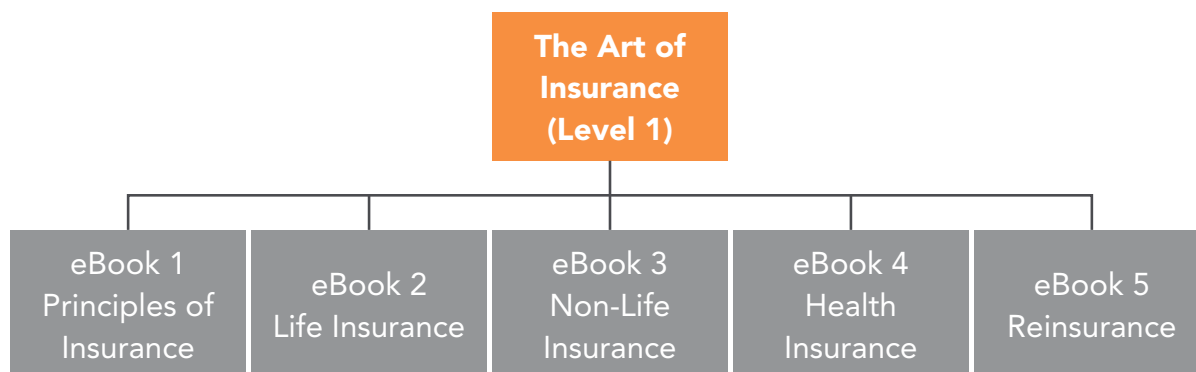 The Art of
Insurance
(Level 1)
eBook 1
Principles of
Insurance
eBook 2
Life Insurance
eBook 3
Non-Life
Insurance
eBook 4
Health
Insurance
eBook 5
Reinsurance